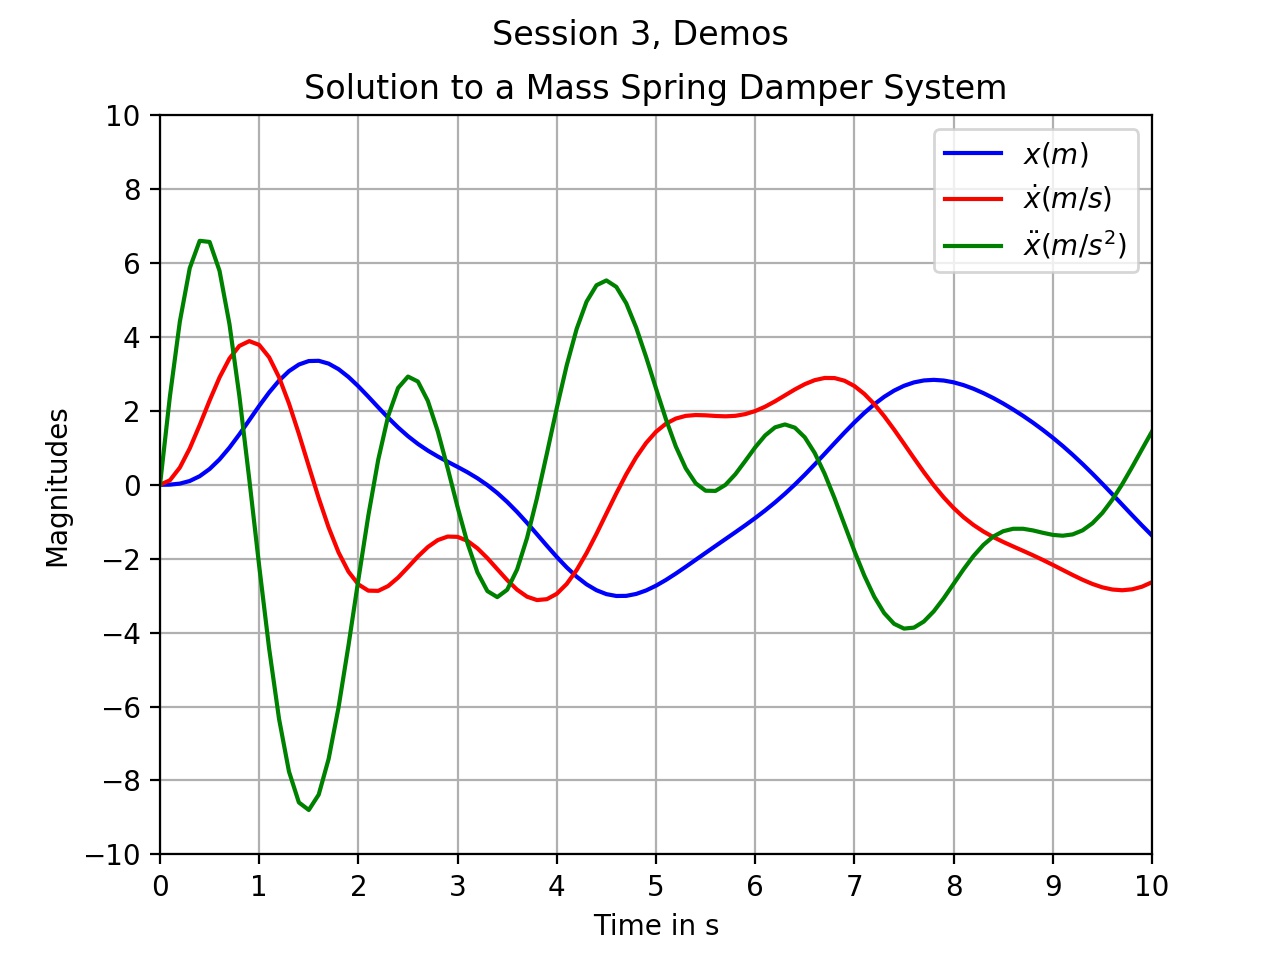 Session 3, Demos
Solution to a Mass Spring Damper System
10
8
6
4
2
0
−2
−4
−6
−8
−10
Magnitudes
x(m)
ẋ(m/s)
ẍ(m/s²)
0 1 2 3 4 5 6 7 8 9 10
Time in s